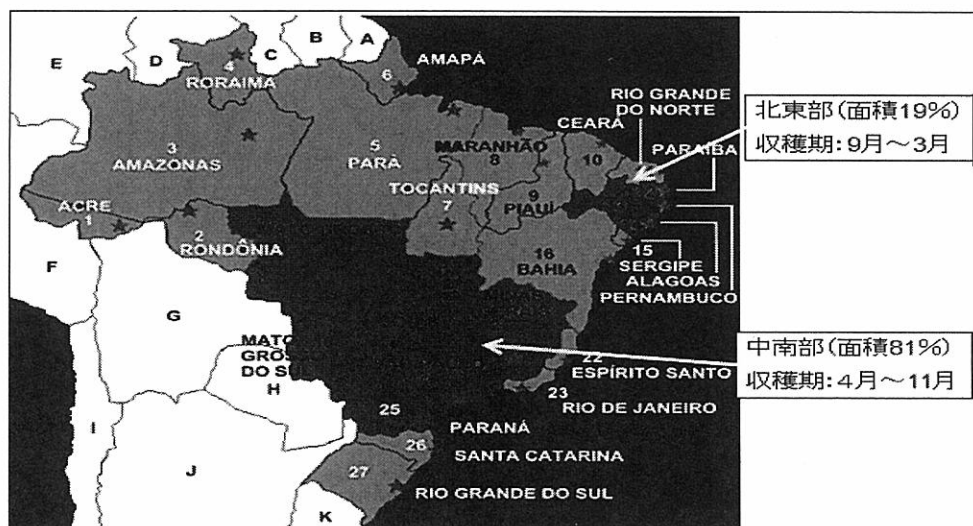 A
B
C
D
E
AMAPÁ
6
4
RORAIMA
RIO GRANDE
DO NORTE
CEARÁ
PARAIBA
北東部(面積19%)
収穫期:9月~3月
3
AMAZONAS
5
PARÀ
MARANHÃO
8
10
TOCANTINS
7
9
PIAUÍ
ACRE
1
2
RONDÔNIA
F
16
BAHIA
15
SERGIPE
ALAGOAS
PERNAMBUCO
G
GROSSO
DO SUL
H
中南部(面積81%)
収穫期:4月~11月
22
ESPÍRITO SANTO
23
RIO DE JANEIRO
I
25
PARANÁ
26
SANTA CATARINA
J
27
RIO GRANDE DO SUL
K